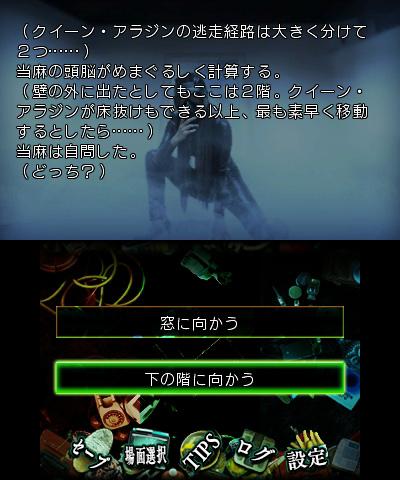 （クイーン・アラジンの逃走経路は大きく分けて
２つ……）
当麻の頭脳がめまぐるしく計算する。
（壁の外に出たとしてもここは２階。クイーン・
アラジンが床抜けもできる以上、最も素早く移動
するとしたら……）
当麻は自問した。
（どっち？）
窓に向かう
下の階に向かう
セーブ
場面選択
TIPS
ログ
設定